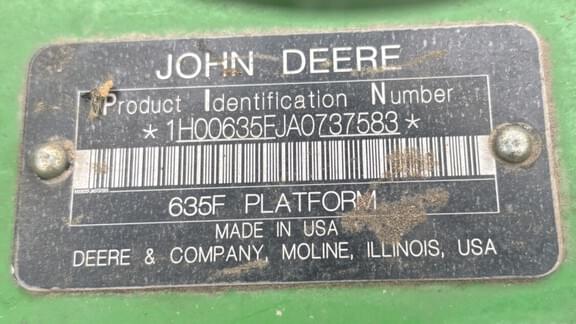 JOHN DEERE
Product Identification Number
*1H00635FJA0737583*
635F PLATFORM
MADE IN USA
DEERE & COMPANY, MOLINE, ILLINOIS, USA